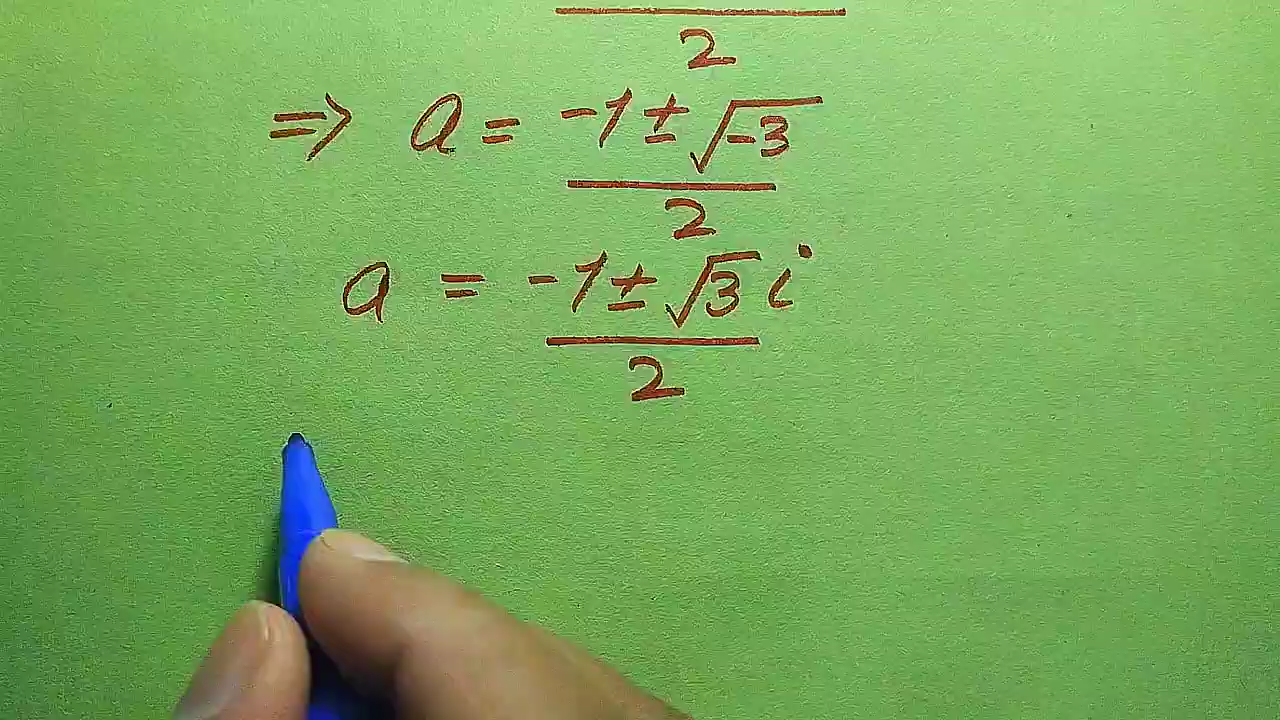 2
⇒ a = -1 ± √-3
2
a = -1 ± √3 i
2